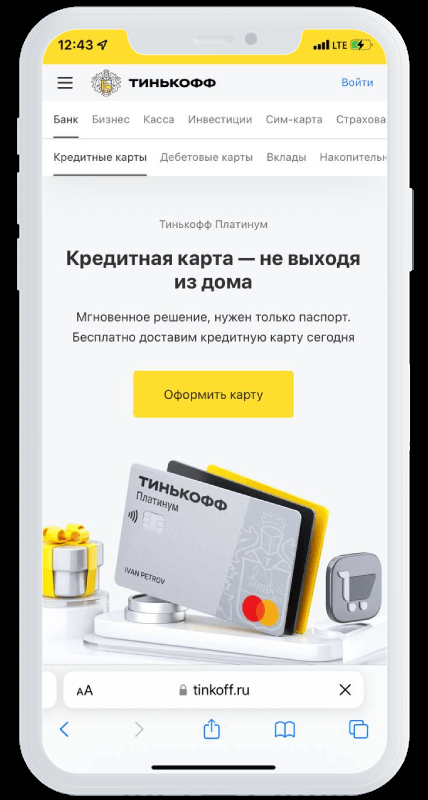 12:43
LTE
ТИНЬКОФФ
Войти
Банк Бизнес Касса Инвестиции Сим-карта Страхова
Кредитные карты Дебетовые карты Вклады Накопительн
Тинькофф Платинум
Кредитная карта — не выходя
из дома
Мгновенное решение, нужен только паспорт.
Бесплатно доставим кредитную карту сегодня
Оформить карту
ТИНЬКОФФ
Платинум
IVAN PETROV
AA
tinkoff.ru